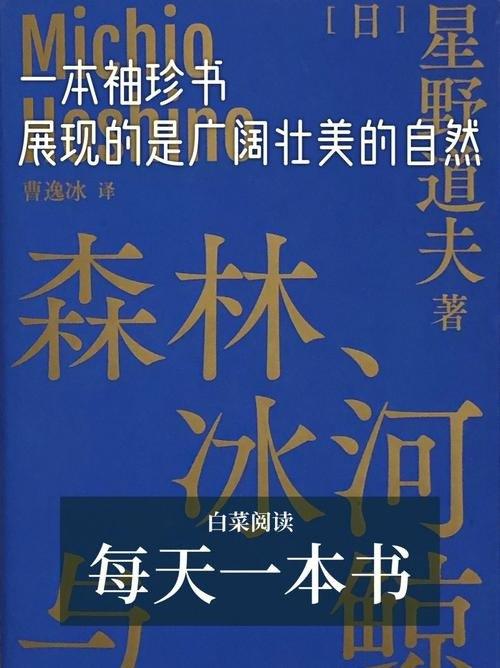 Michio
[日]
星野道夫 著
一本袖珍书
Hoshino
展现的是广阔壮美的自然
曹逸冰 译
森林、
冰河
与
鲸
白菜阅读
每天一本书